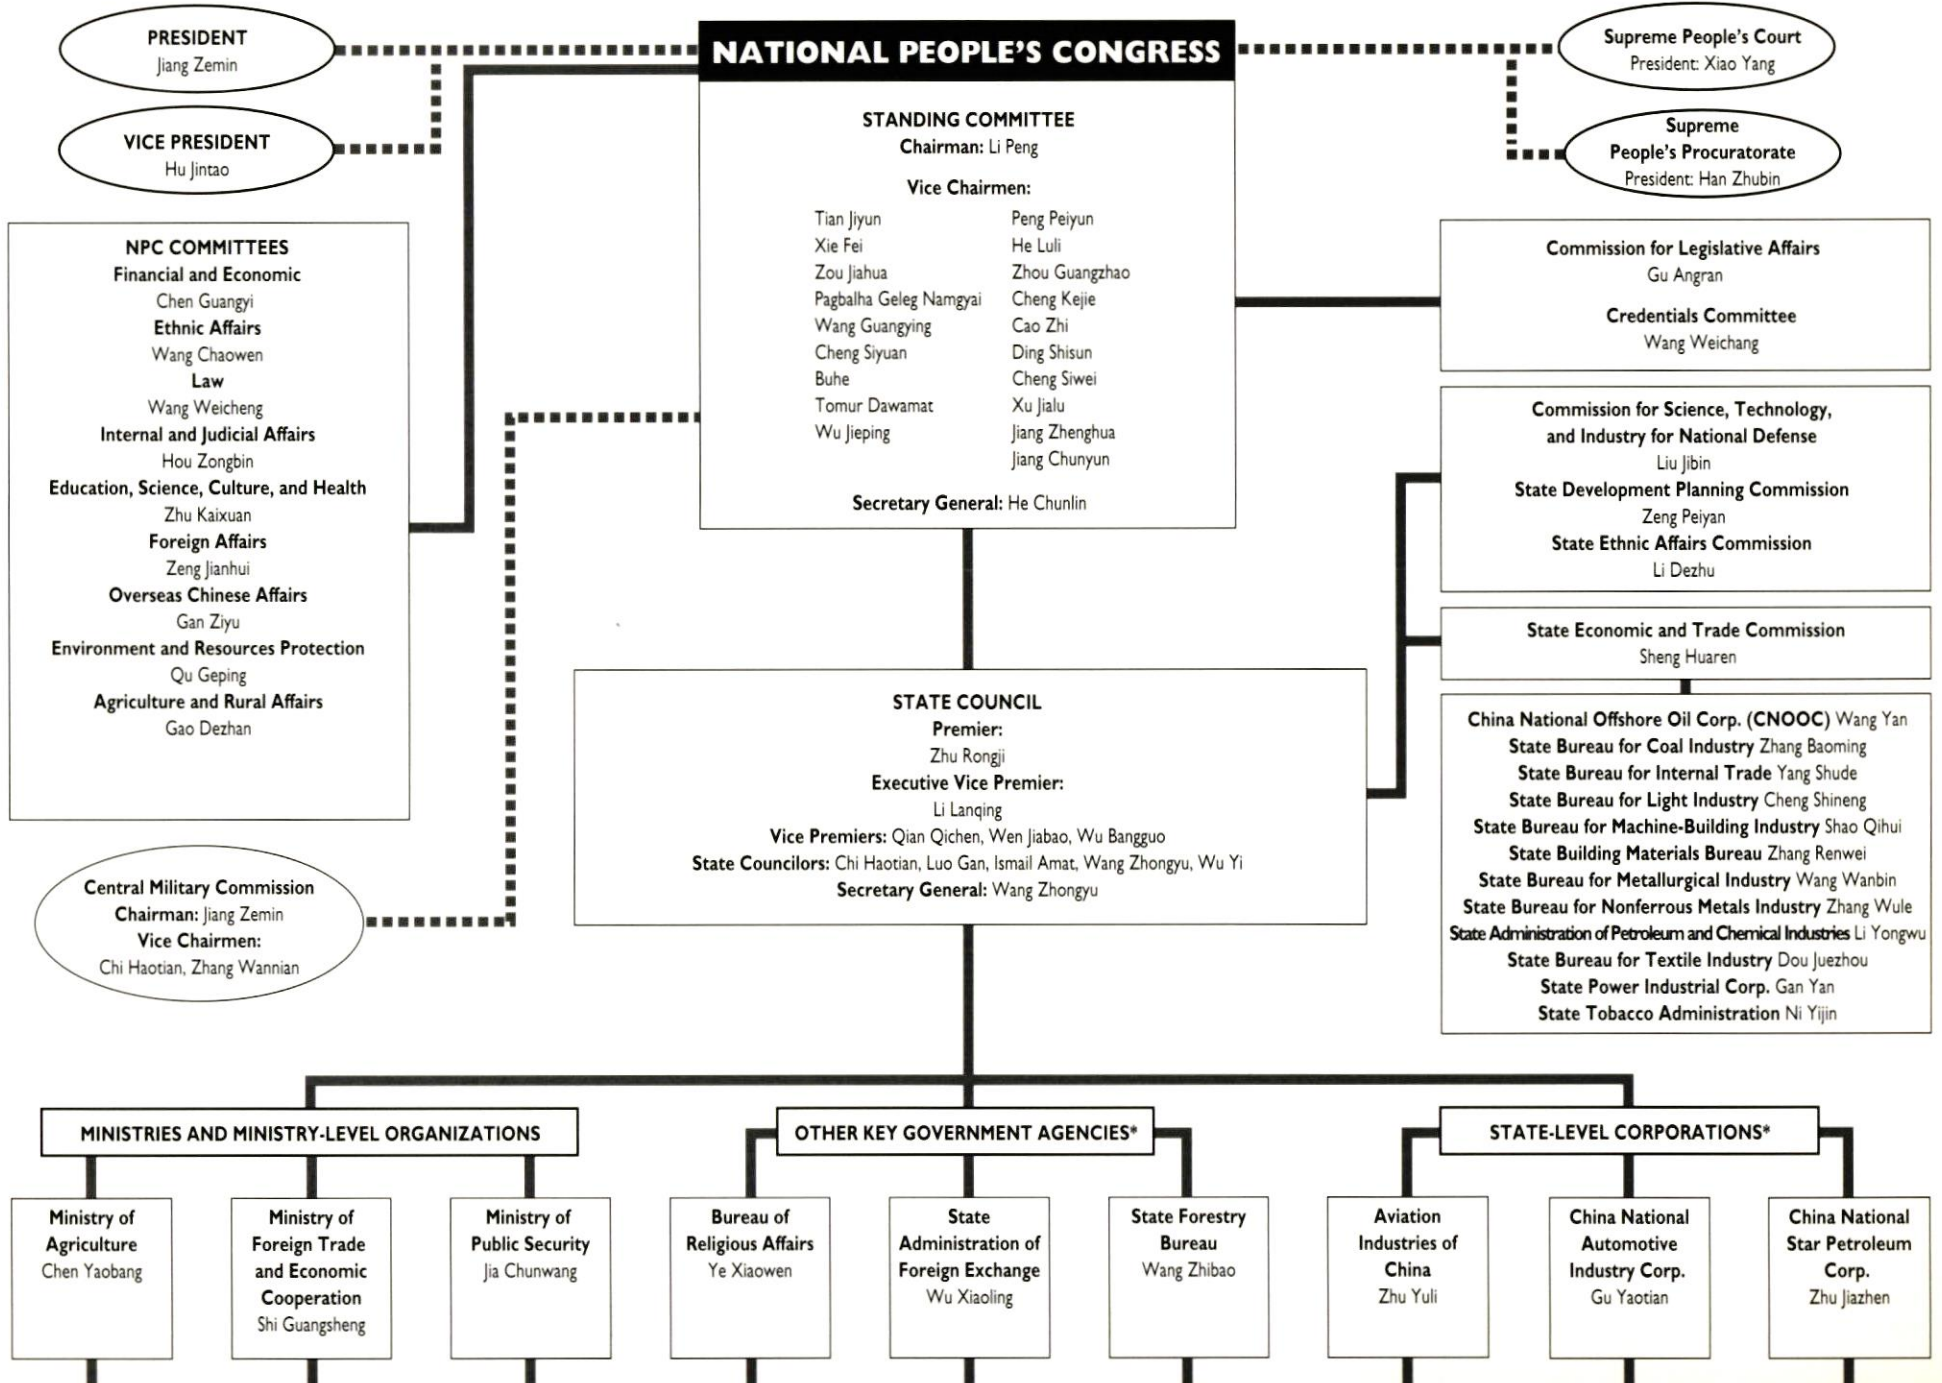 PRESIDENT
Jiang Zemin
VICE PRESIDENT
Hu Jintao
NATIONAL PEOPLE'S CONGRESS
STANDING COMMITTEE
Chairman: Li Peng
Vice Chairmen:
Tian Jiyun
Xie Fei
Zou Jiahua
Pagbalha Geleg Namgyai
Wang Guangying
Cheng Siyuan
Buhe
Tomur Dawamat
Wu Jieping
Peng Peiyun
He Luli
Zhou Guangzhao
Cheng Kejie
Cao Zhi
Ding Shisun
Cheng Siwei
Xu Jialu
Jiang Zhenghua
Jiang Chunyun
Secretary General: He Chunlin
Supreme People's Court
President: Xiao Yang
Supreme
People's Procuratorate
President: Han Zhubin
NPC COMMITTEES
Financial and Economic
Chen Guangyi
Ethnic Affairs
Wang Chaowen
Law
Wang Weicheng
Internal and Judicial Affairs
Hou Zongbin
Education, Science, Culture, and Health
Zhu Kaixuan
Foreign Affairs
Zeng Jianhui
Overseas Chinese Affairs
Gan Ziyu
Environment and Resources Protection
Qu Geping
Agriculture and Rural Affairs
Gao Dezhan
Commission for Legislative Affairs
Gu Angran
Credentials Committee
Wang Weichang
Commission for Science, Technology,
and Industry for National Defense
Liu Jibin
State Development Planning Commission
Zeng Peiyan
State Ethnic Affairs Commission
Li Dezhu
State Economic and Trade Commission
Sheng Huaren
China National Offshore Oil Corp. (CNOOC) Wang Yan
State Bureau for Coal Industry Zhang Baoming
State Bureau for Internal Trade Yang Shude
State Bureau for Light Industry Cheng Shineng
State Bureau for Machine-Building Industry Shao Qihui
State Building Materials Bureau Zhang Renwei
State Bureau for Metallurgical Industry Wang Wanbin
State Bureau for Nonferrous Metals Industry Zhang Wule
State Administration of Petroleum and Chemical Industries Li Yongwu
State Bureau for Textile Industry Dou Juezhou
State Power Industrial Corp. Gan Yan
State Tobacco Administration Ni Yijin
STATE COUNCIL
Premier:
Zhu Rongji
Executive Vice Premier:
Li Lanqing
Vice Premiers: Qian Qichen, Wen Jiabao, Wu Bangguo
State Councilors: Chi Haotian, Luo Gan, Ismail Amat, Wang Zhongyu, Wu Yi
Secretary General: Wang Zhongyu
Central Military Commission
Chairman: Jiang Zemin
Vice Chairmen:
Chi Haotian, Zhang Wannian
MINISTRIES AND MINISTRY-LEVEL ORGANIZATIONS
OTHER KEY GOVERNMENT AGENCIES*
STATE-LEVEL CORPORATIONS*
Ministry of
Agriculture
Chen Yaobang
Ministry of
Foreign Trade
and Economic
Cooperation
Shi Guangsheng
Ministry of
Public Security
Jia Chunwang
Bureau of
Religious Affairs
Ye Xiaowen
State
Administration of
Foreign Exchange
Wu Xiaoling
State Forestry
Bureau
Wang Zhibao
Aviation
Industries of
China
Zhu Yuli
China National
Automotive
Industry Corp.
Gu Yaotian
China National
Star Petroleum
Corp.
Zhu Jiazhen